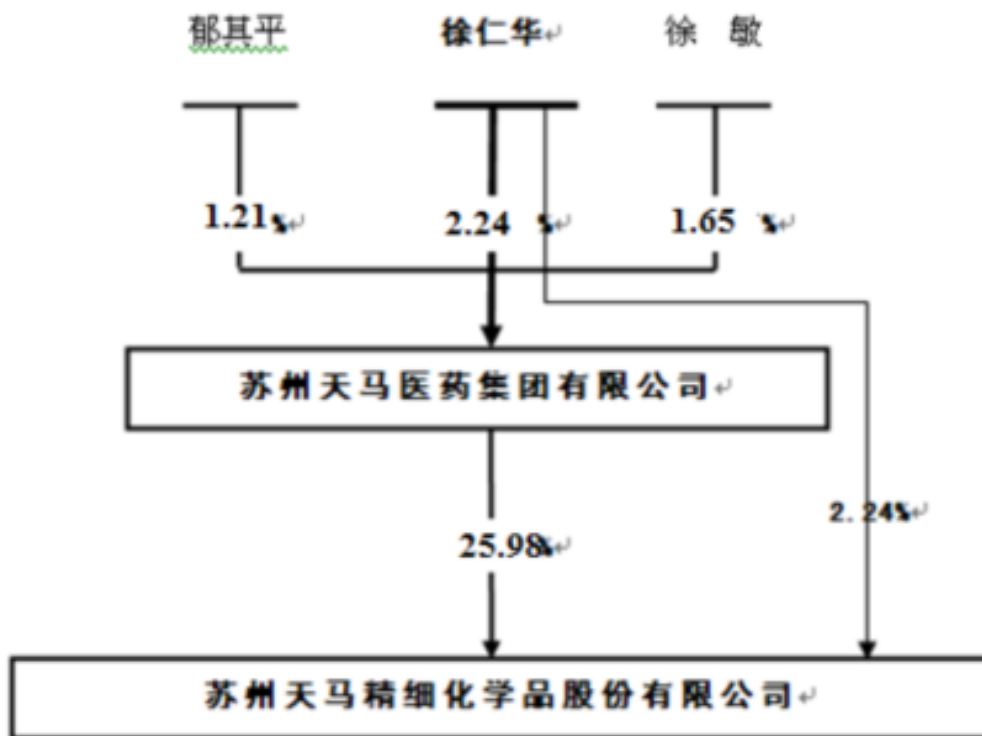 郁其平 徐仁华 徐 敏
1.21% 2.24 % 1.65 %
苏州天马医药集团有限公司
2.24%
25.98%
苏州天马精细化学品股份有限公司